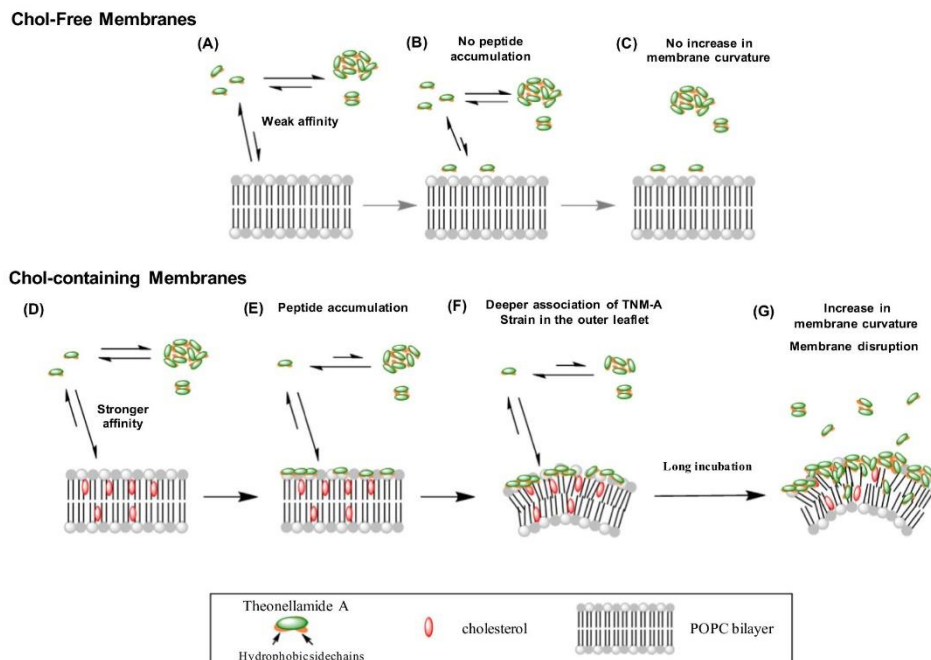 Chol-Free Membranes
(A)
Weak affinity
(B)
No peptide
accumulation
(C)
No increase in
membrane curvature
Chol-containing Membranes
(D)
Stronger
affinity
(E)
Peptide accumulation
(F)
Deeper association of TNM-A
Strain in the outer leaflet
Long incubation
(G)
Increase in
membrane curvature
Membrane disruption
Theonellamide A
Hydrophobicsidechains
cholesterol
POPC bilayer